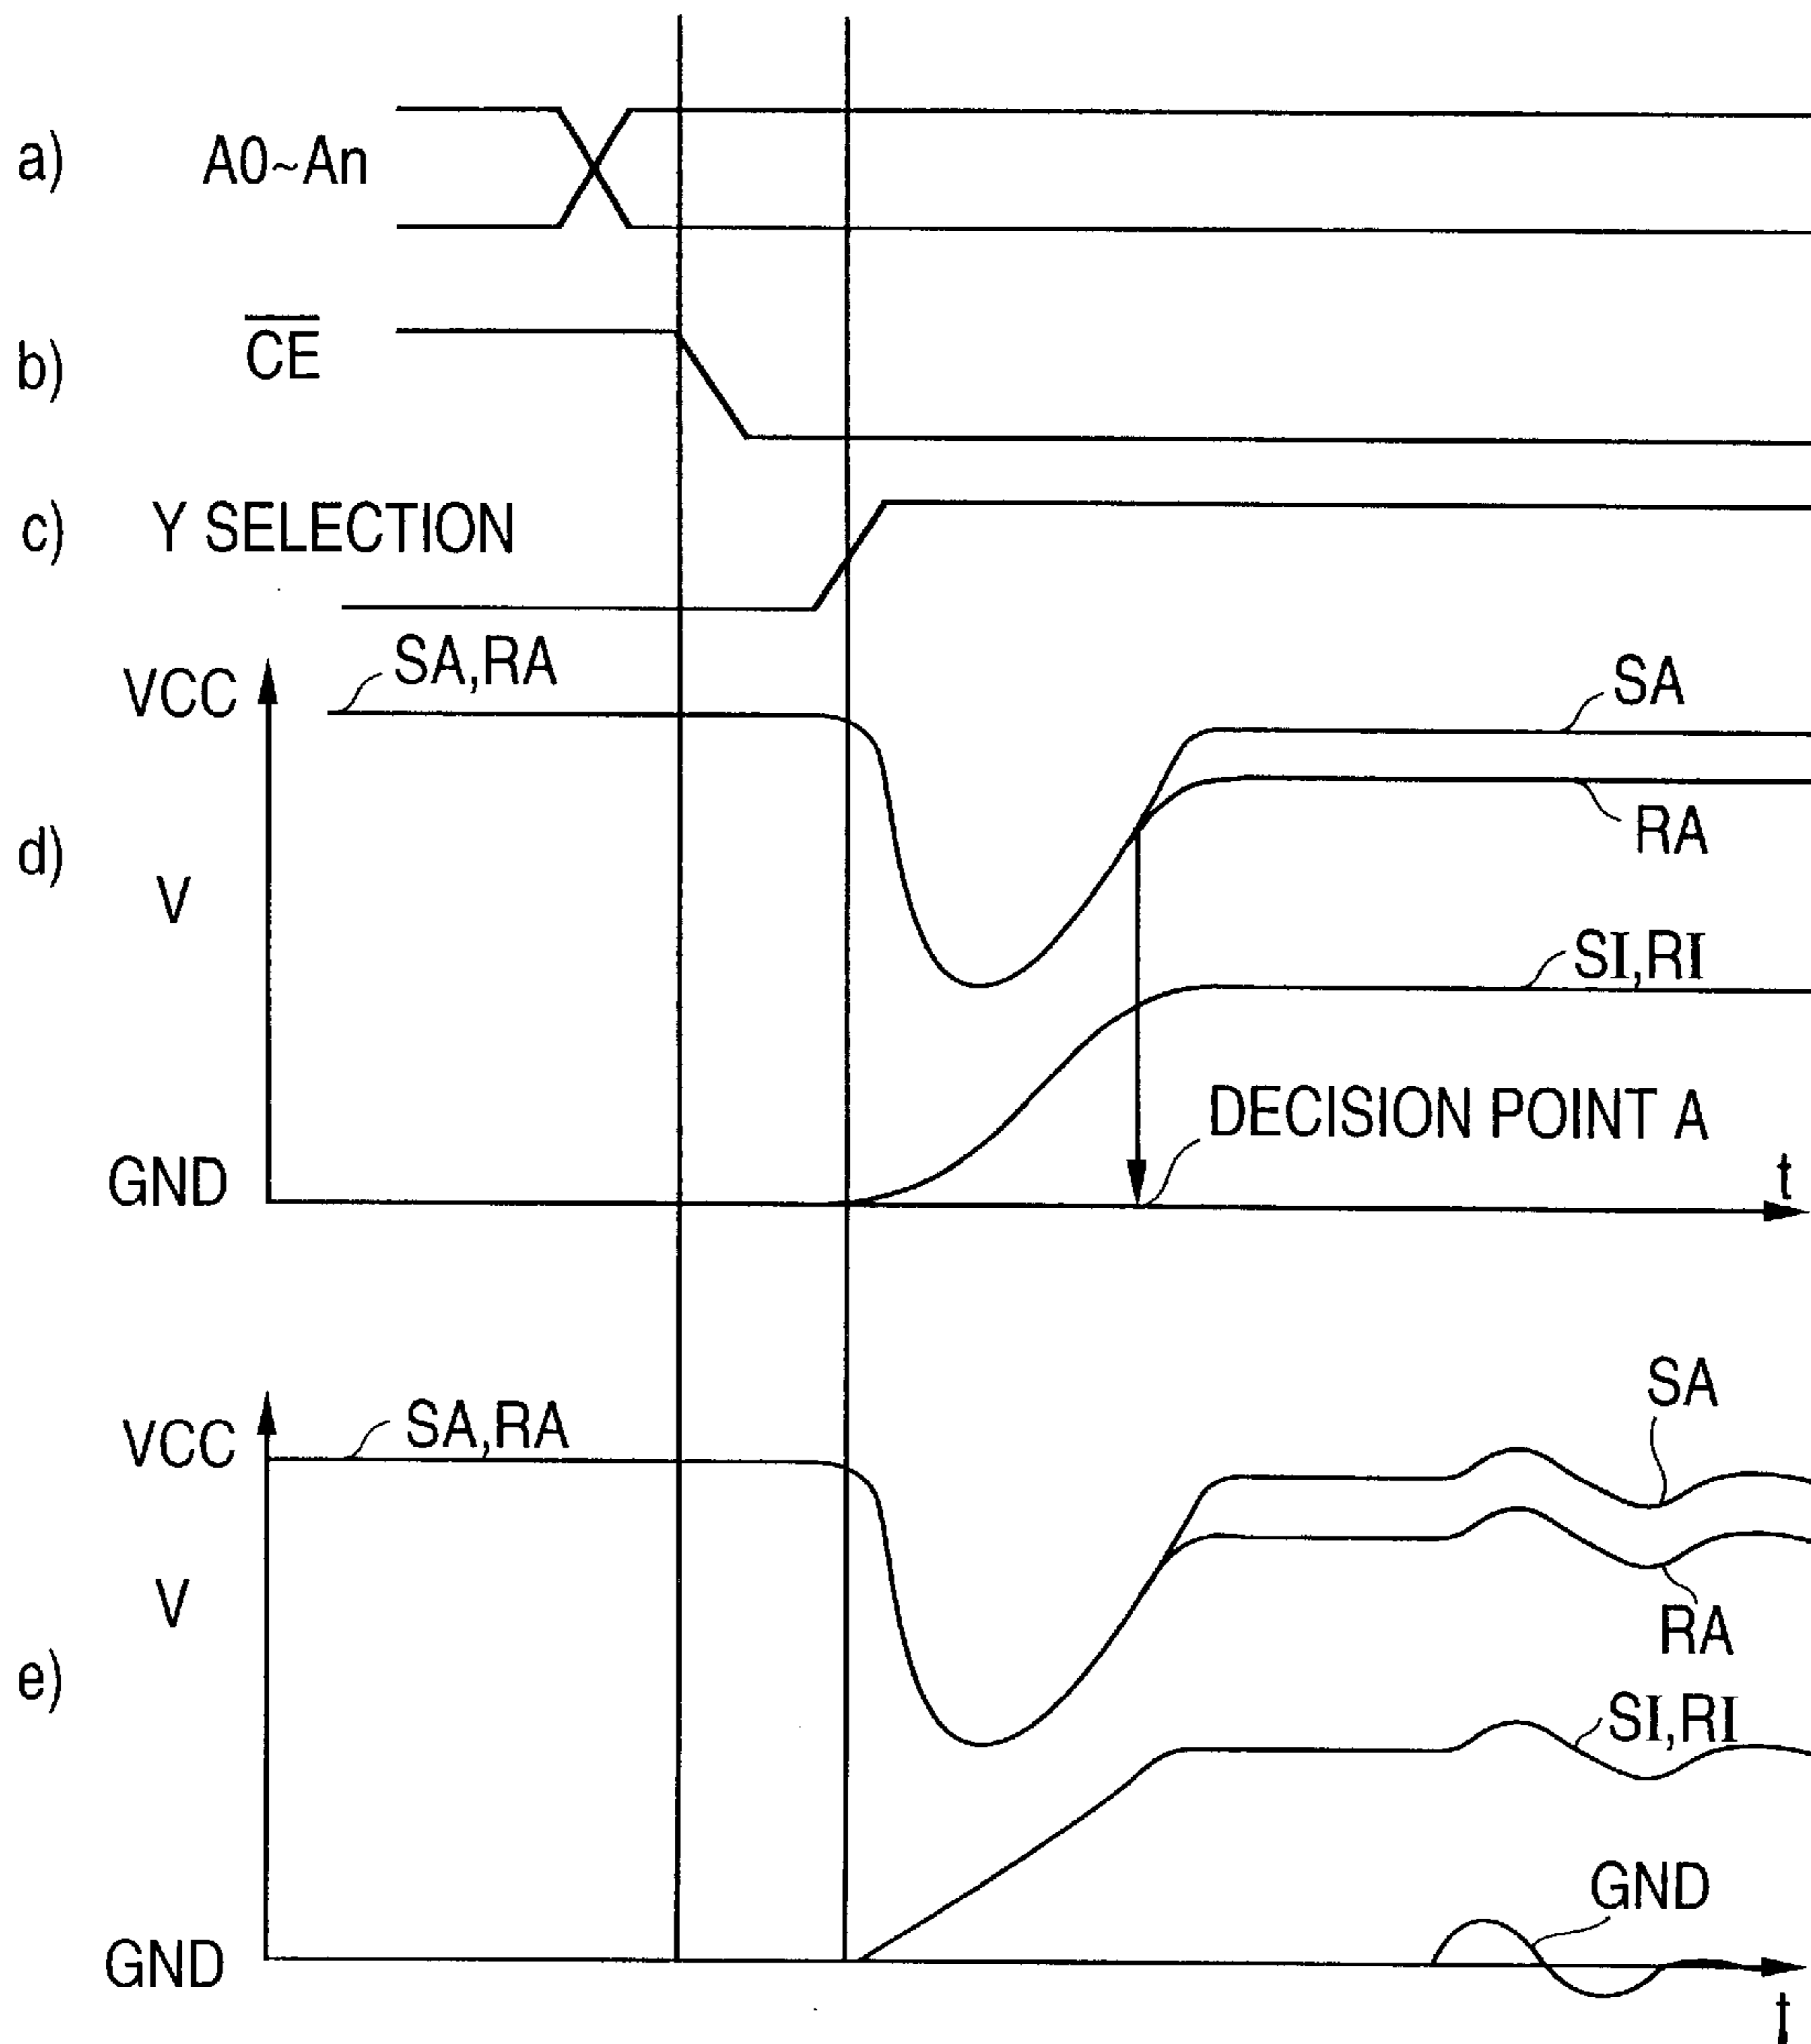 a) A0~An
b) CE
c) Y SELECTION
VCC
SA,RA
SA
RA
d)
V
SI,RI
DECISION POINT A
GND
t
SA
VCC
SA,RA
V
RA
e)
SI,RI
GND
GND
t